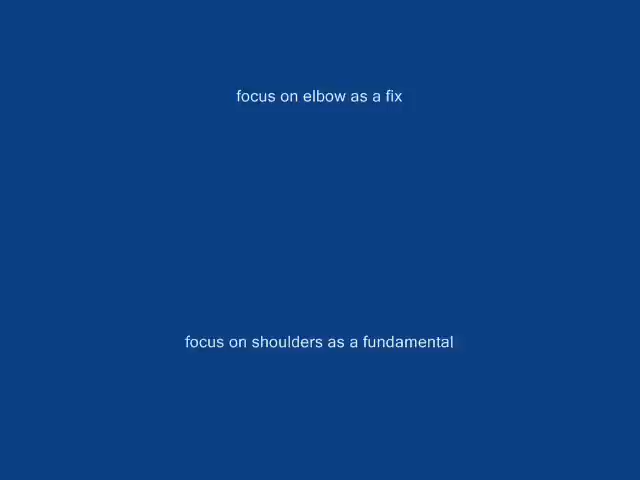 focus on elbow as a fix
focus on shoulders as a fundamental